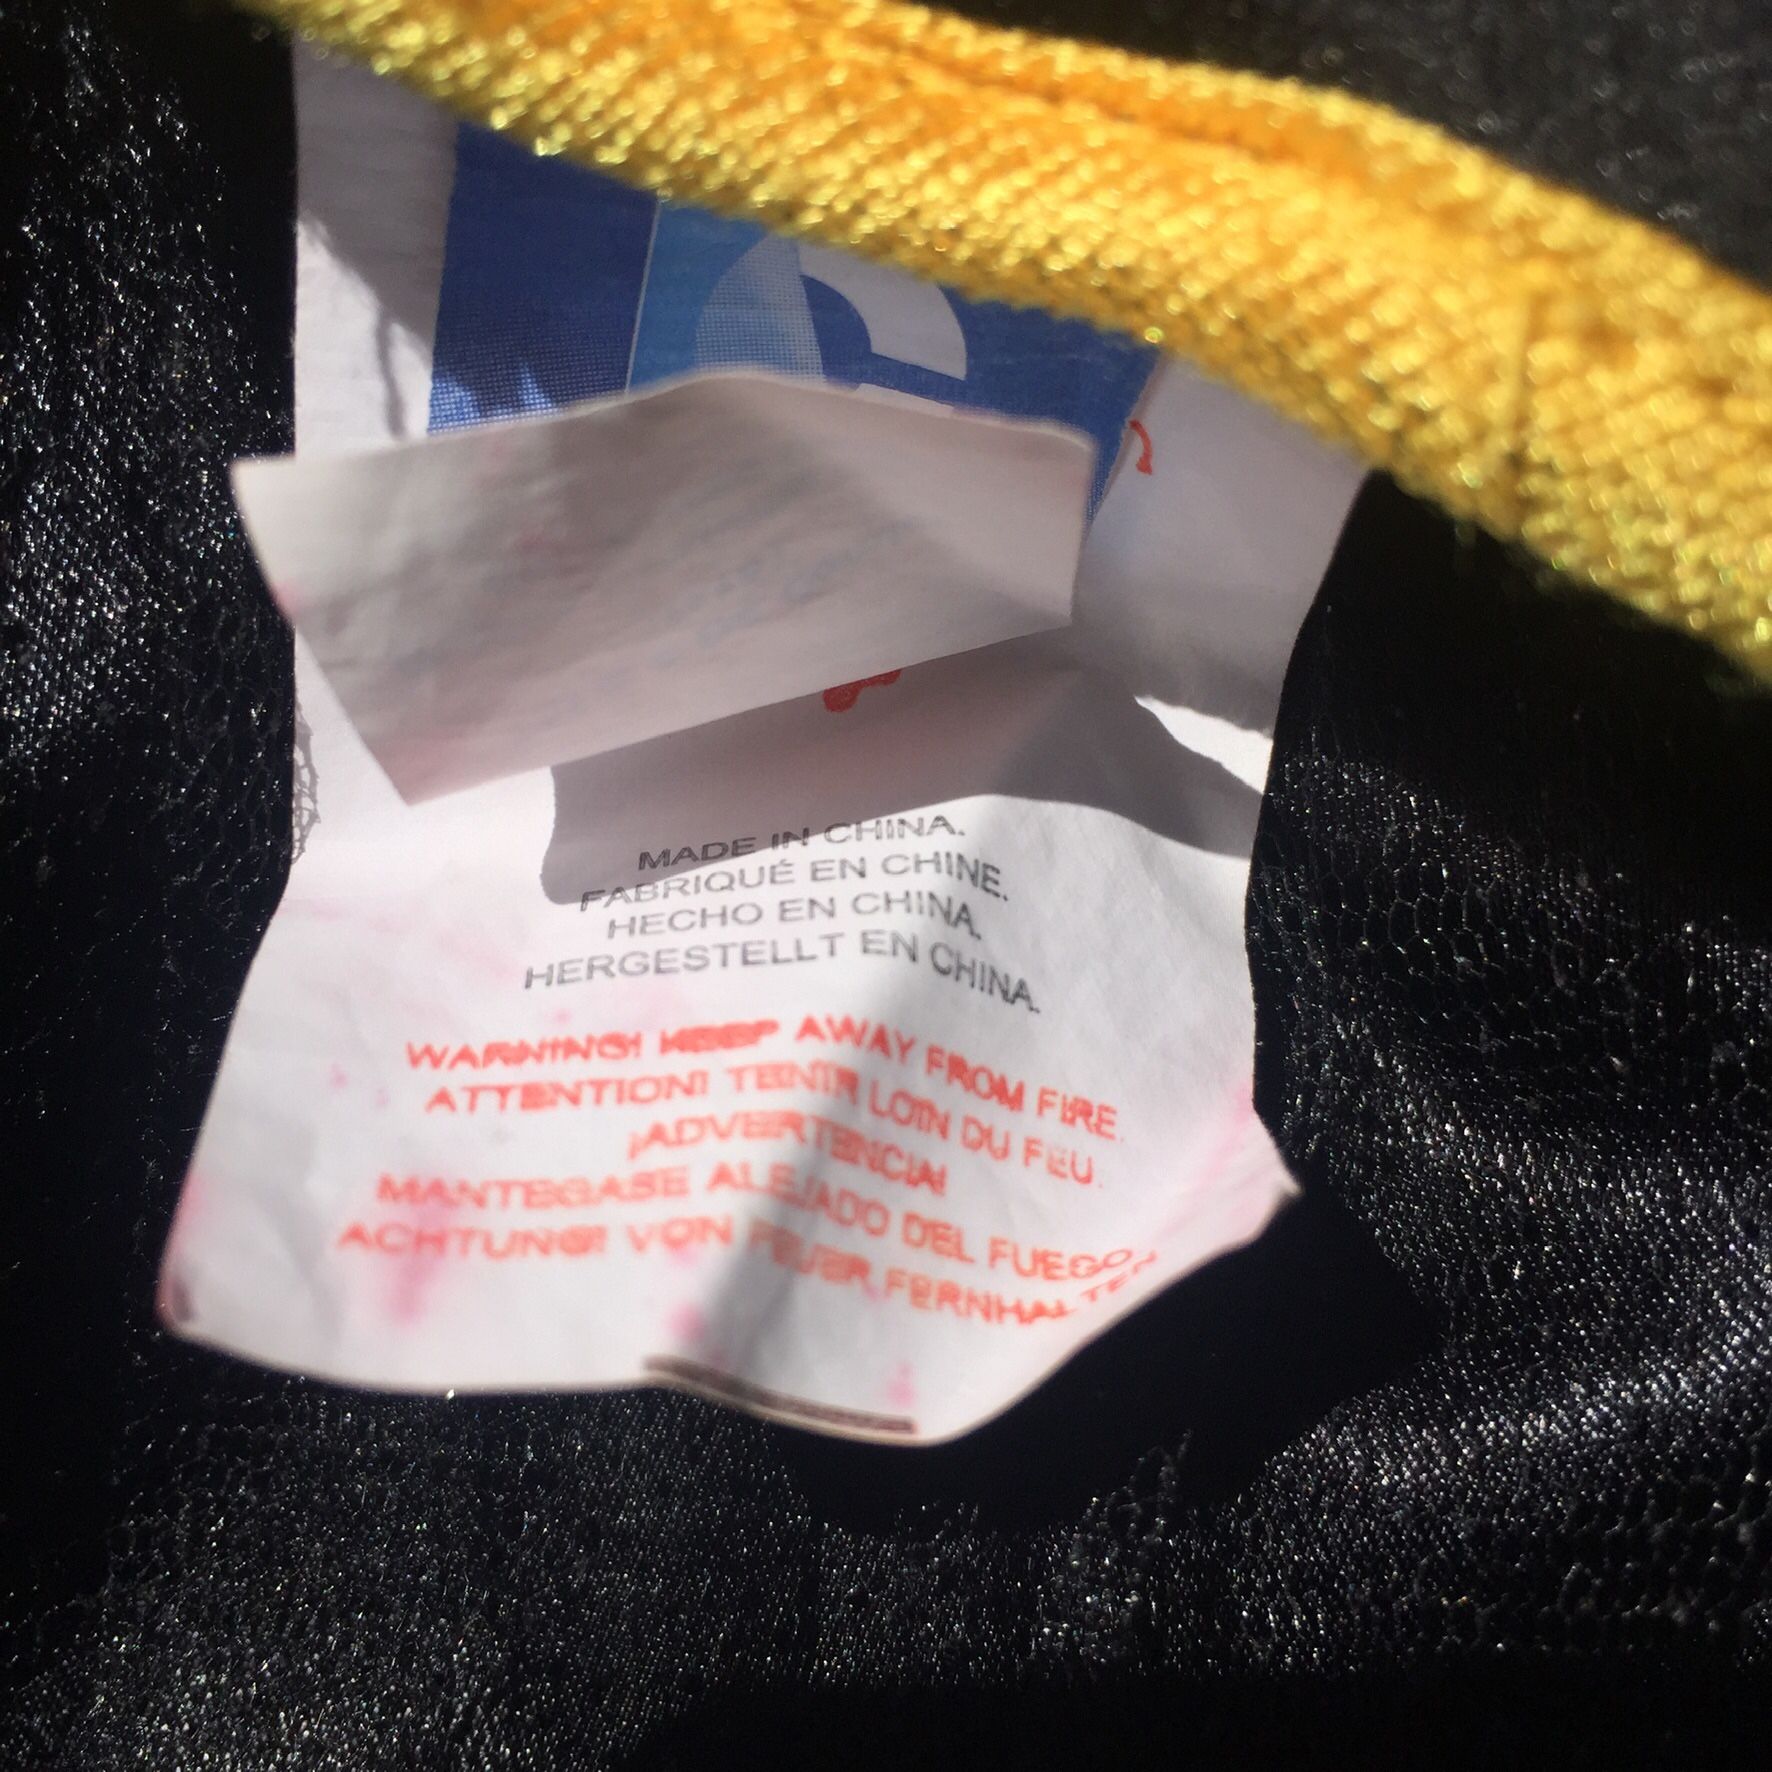 MADE IN CHINA.
FABRIQUÉ EN CHINE.
HECHO EN CHINA.
HERGESTELLT EN CHINA.
WARNING! KEEP AWAY FROM FIRE.
ATTENTION! TENIR LOIN DU FEU.
¡ADVERTENCIA!
MANTEGASE ALEJADO DEL FUEGO.
ACHTUNG! VON FEUER FERNHALTEN